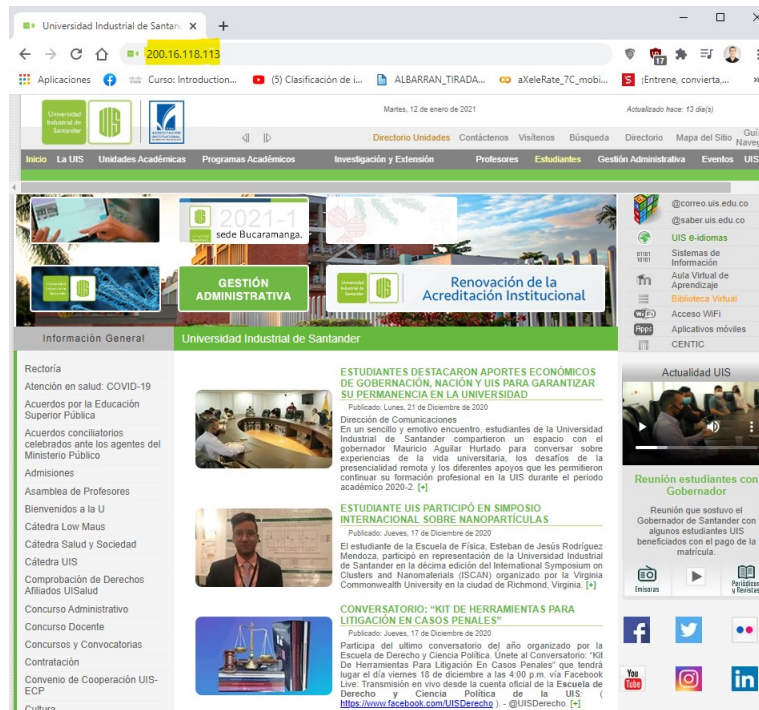 Universidad Industrial de Santan
200.16.118.113
17
Aplicaciones
Curso: Introduction...
(5) Clasificación de i...
ALBARRAN_TIRADA...
aXeleRate_7C_mobi...
¡Entrene, convierta,...
Universidad
Industrial de
Santander
UIS
Martes, 12 de enero de 2021
Actualizado hace: 13 día(s)
Directorio Unidades Contáctenos Visítenos Búsqueda Directorio Mapa del Sitio Guía
Naveg
Inicio La UIS Unidades Académicas Programas Académicos Investigación y Extensión Profesores Estudiantes Gestión Administrativa Eventos UIS
2021-1
sede Bucaramanga.
GESTIÓN
ADMINISTRATIVA
Renovación de la
Acreditación Institucional
@correo.uis.edu.co
@saber.uis.edu.co
UIS e-idiomas
Sistemas de
Información
Aula Virtual de
Aprendizaje
Biblioteca Virtual
Acceso WiFi
Apps
Aplicativos móviles
CENTIC
Información General
Rectoría
Atención en salud: COVID-19
Acuerdos por la Educación
Superior Pública
Acuerdos conciliatorios
celebrados ante los agentes del
Ministerio Público
Admisiones
Asamblea de Profesores
Bienvenidos a la U
Cátedra Low Maus
Cátedra Salud y Sociedad
Cátedra UIS
Comprobación de Derechos
Afiliados UISalud
Concurso Administrativo
Concurso Docente
Concursos y Convocatorias
Contratación
Convenio de Cooperación UIS-
ECP
Cultura
Universidad Industrial de Santander
ESTUDIANTES DESTACARON APORTES ECONÓMICOS
DE GOBERNACIÓN, NACIÓN Y UIS PARA GARANTIZAR
SU PERMANENCIA EN LA UNIVERSIDAD
Publicado: Lunes, 21 de Diciembre de 2020
Dirección de Comunicaciones
En un sencillo y emotivo encuentro, estudiantes de la Universidad
Industrial de Santander compartieron un espacio con el
gobernador Mauricio Aguilar Hurtado para conversar sobre
experiencias de la vida universitaria, los desafíos de la
presencialidad remota y los diferentes apoyos que les permitieron
continuar su formación profesional en la UIS durante el periodo
académico 2020-2. [+]
ESTUDIANTE UIS PARTICIPÓ EN SIMPOSIO
INTERNACIONAL SOBRE NANOPARTÍCULAS
Publicado: Jueves, 17 de Diciembre de 2020
El estudiante de la Escuela de Física, Esteban de Jesús Rodríguez
Mendoza, participó en representación de la Universidad Industrial
de Santander en la décima edición del International Symposium on
Clusters and Nanomaterials (ISCAN) organizado por la Virginia
Commonwealth University en la ciudad de Richmond, Virginia. [+]
CONVERSATORIO: “KIT DE HERRAMIENTAS PARA
LITIGACIÓN EN CASOS PENALES”
Publicado: Jueves, 17 de Diciembre de 2020
Participa del ultimo conversatorio del año organizado por la
Escuela de Derecho y Ciencia Política. Únete al Conversatorio: “Kit
De Herramientas Para Litigación En Casos Penales” que tendrá
lugar el día viernes 18 de diciembre a las 4:00 p.m. vía Facebook
Live: Transmisión en vivo desde la cuenta oficial de la Escuela de
Derecho y Ciencia Política de la UIS: (
https://www.facebook.com/UISDerecho ). - @UISDerecho. [+]
Actualidad UIS
Reunión estudiantes con
Gobernador
Reunión que sostuvo el
Gobernador de Santander con
algunos estudiantes UIS
beneficiados con el pago de la
matrícula.
Emisoras
Periódicos
y Revistas
You
Tube
in